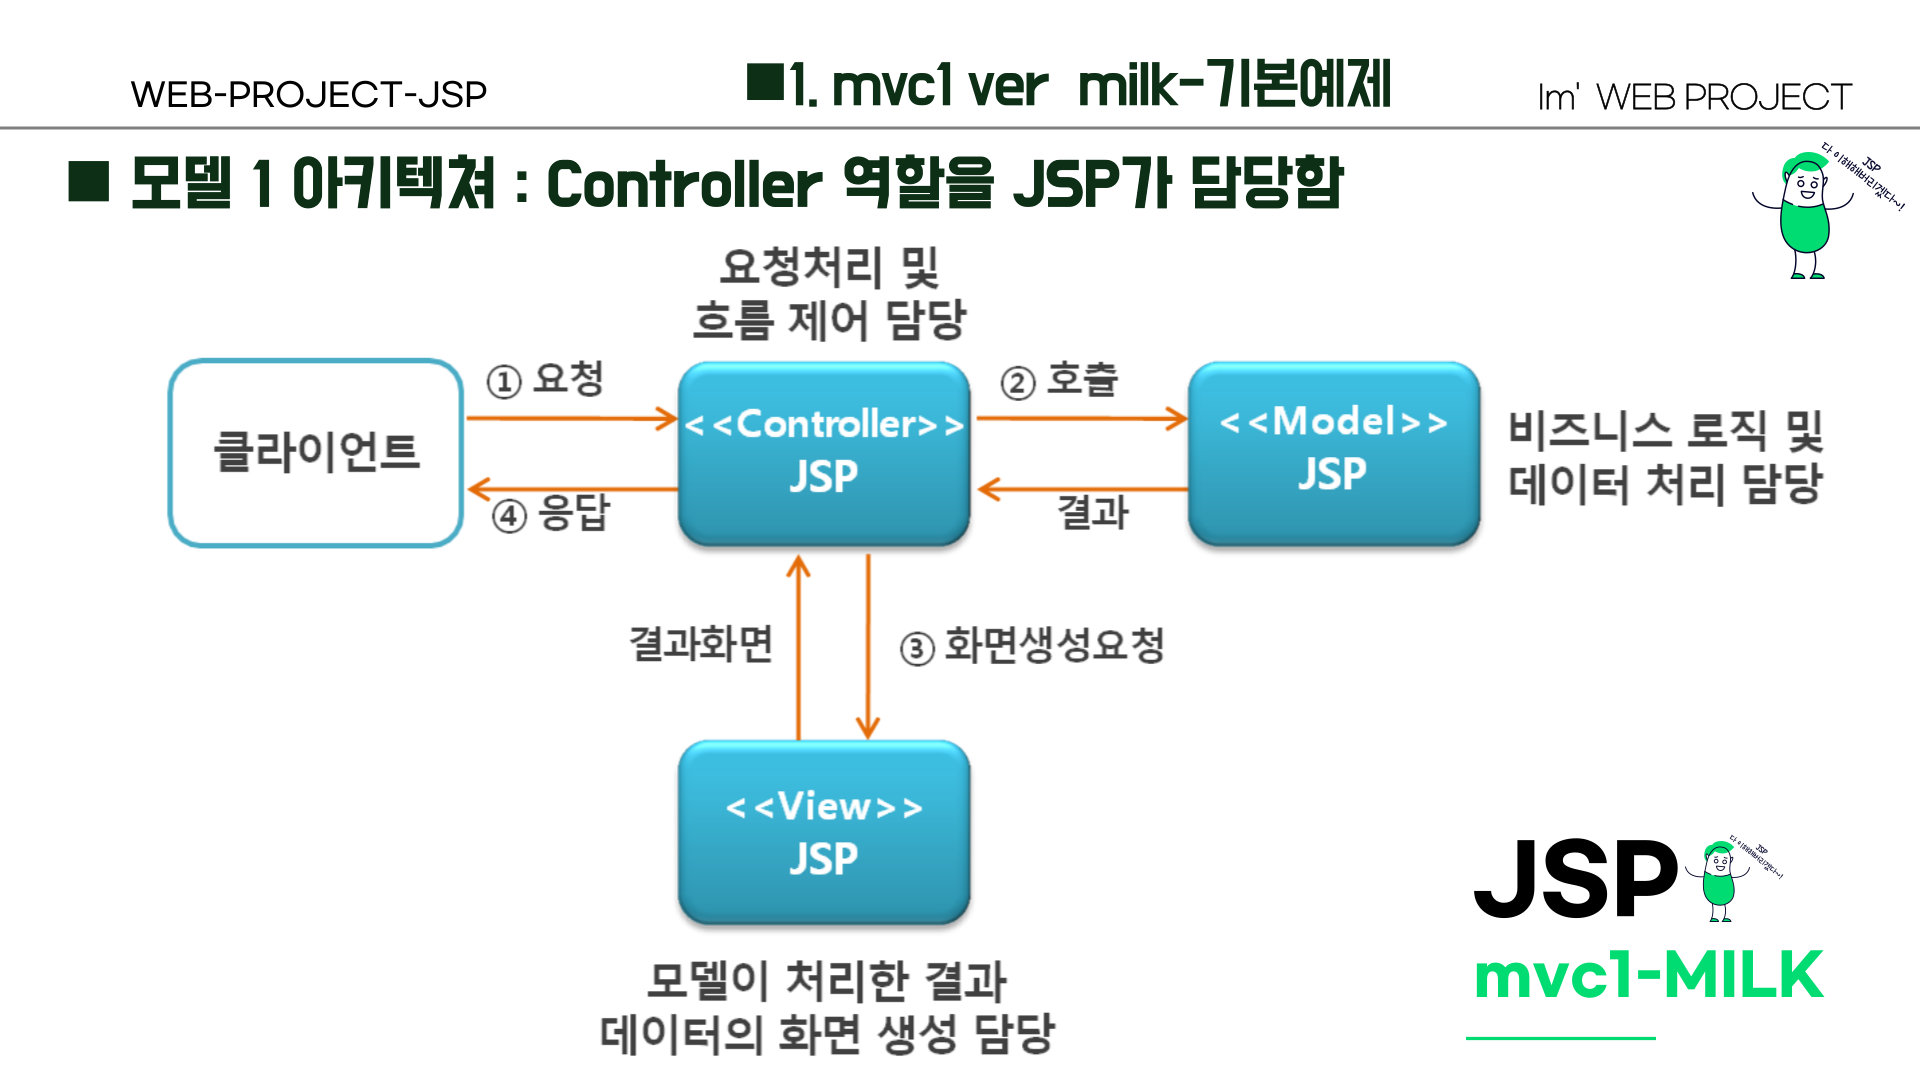 WEB-PROJECT-JSP
■1. mvc1 ver milk-기본예제
Im' WEB PROJECT
■ 모델 1 아키텍쳐 : Controller 역할을 JSP가 담당함
JSP
다 이해해버리겠다~!
요청처리 및
흐름 제어 담당
클라이언트
① 요청
<<Controller>>
JSP
② 호출
<<Model>>
JSP
비즈니스 로직 및
데이터 처리 담당
④ 응답
결과
결과화면
③ 화면생성요청
<<View>>
JSP
모델이 처리한 결과
데이터의 화면 생성 담당
JSP
JSP
다 이해해버리겠다~!
mvc1-MILK